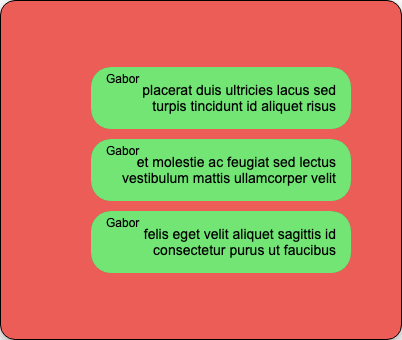 Gabor
placerat duis ultricies lacus sed
turpis tincidunt id aliquet risus
Gabor
et molestie ac feugiat sed lectus
vestibulum mattis ullamcorper velit
Gabor
felis eget velit aliquet sagittis id
consectetur purus ut faucibus